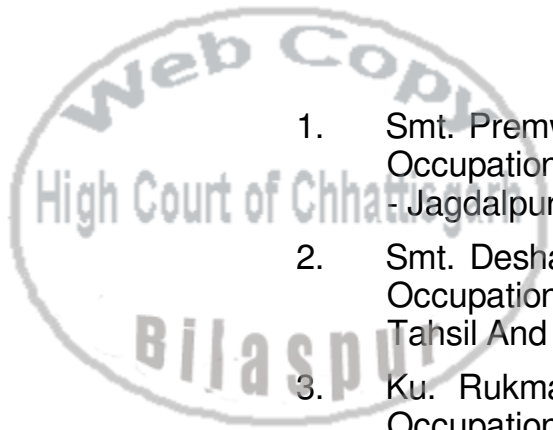 Web Copy
High Court of Chhattisgarh
Bilaspur
1. Smt. Premw
Occupation
- Jagdalpur
2. Smt. Desha
Occupation
Tahsil And
3. Ku. Rukma
Occupation